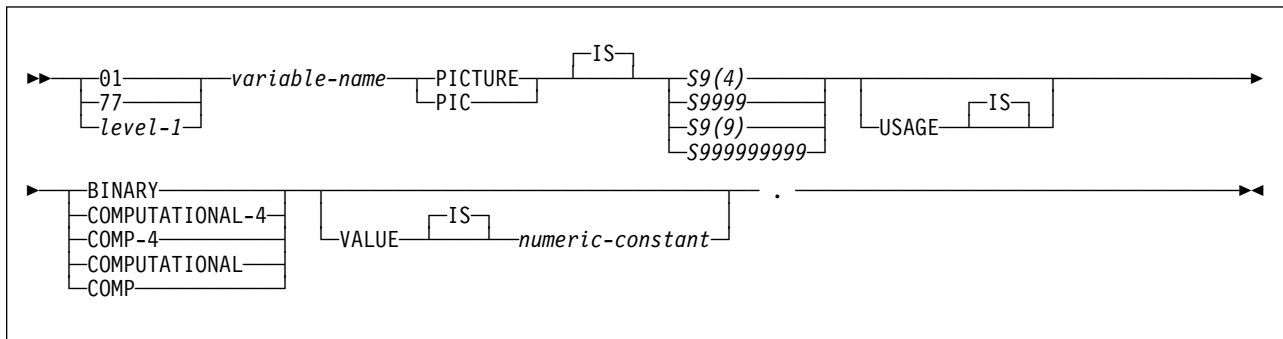 IS
01 variable-name PICTURE S9(4)
77 PIC S9999 IS
level-1 S9(9) USAGE
S999999999
BINARY .
COMPUTATIONAL-4 IS
COMP-4 VALUE numeric-constant
COMPUTATIONAL
COMP